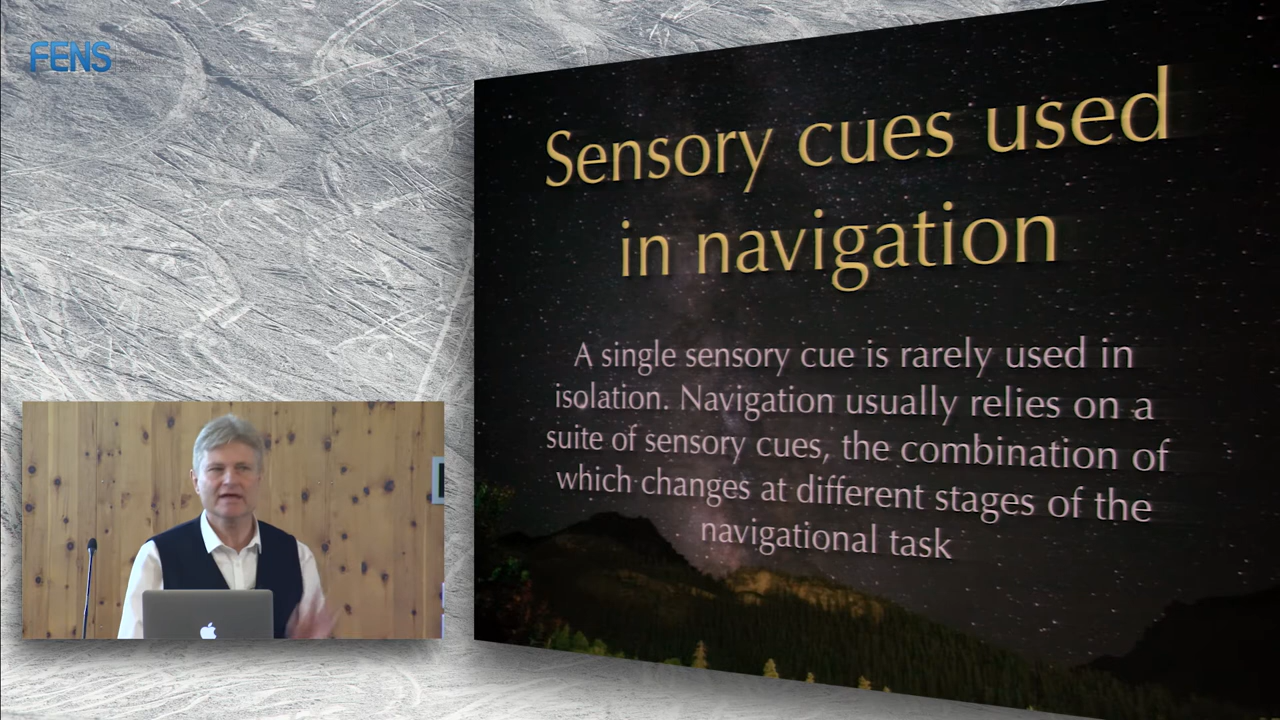 FENS
Sensory cues used
in navigation
A single sensory cue is rarely used in
isolation. Navigation usually relies on a
suite of sensory cues, the combination of
which changes at different stages of the
navigational task